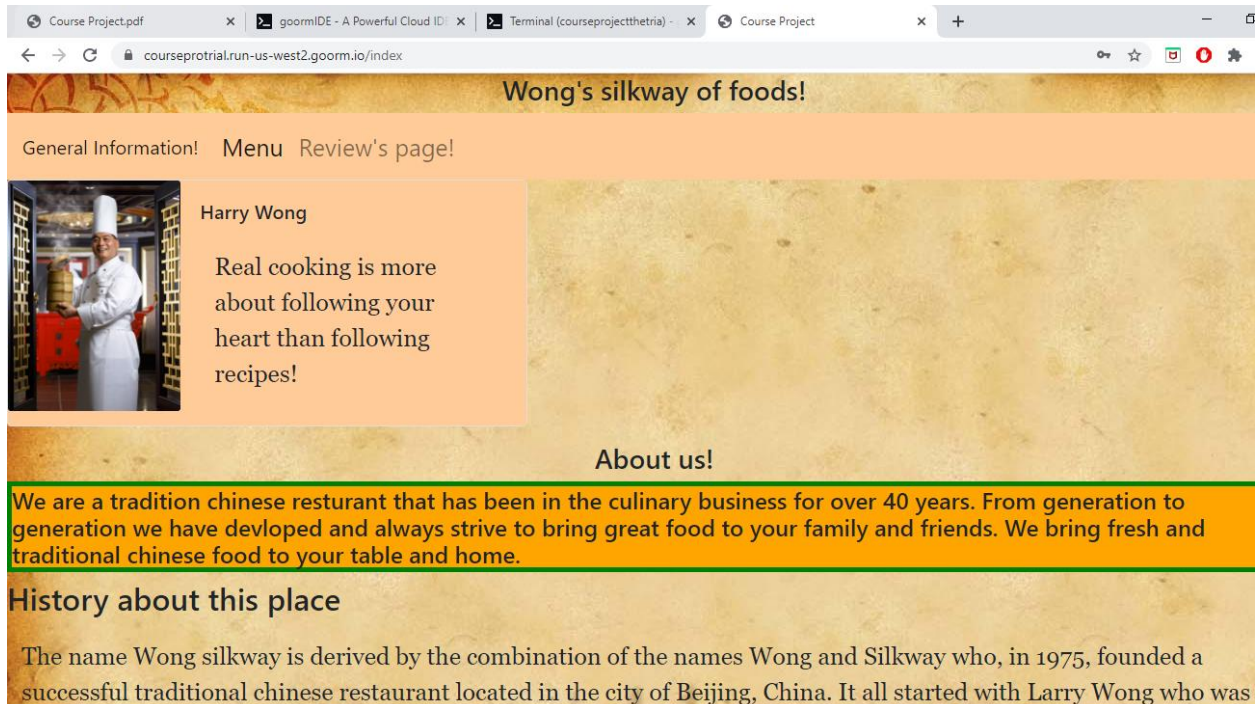 Course Project.pdf
goormIDE - A Powerful Cloud IDE
Terminal (courseprojectthetria) -
Course Project
courseprotrial.run-us-west2.goorm.io/index
Wong's silkway of foods!
General Information! Menu Review's page!
Harry Wong
Real cooking is more
about following your
heart than following
recipes!
About us!
We are a tradition chinese resturant that has been in the culinary business for over 40 years. From generation to
generation we have devloped and always strive to bring great food to your family and friends. We bring fresh and
traditional chinese food to your table and home.
History about this place
The name Wong silkway is derived by the combination of the names Wong and Silkway who, in 1975, founded a
successful traditional chinese restaurant located in the city of Beijing, China. It all started with Larry Wong who was